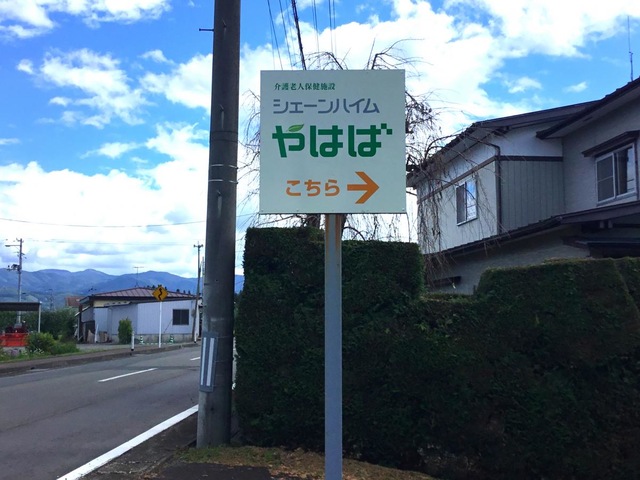 介護老人保健施設
シェーンハイム
やはば
こちら→